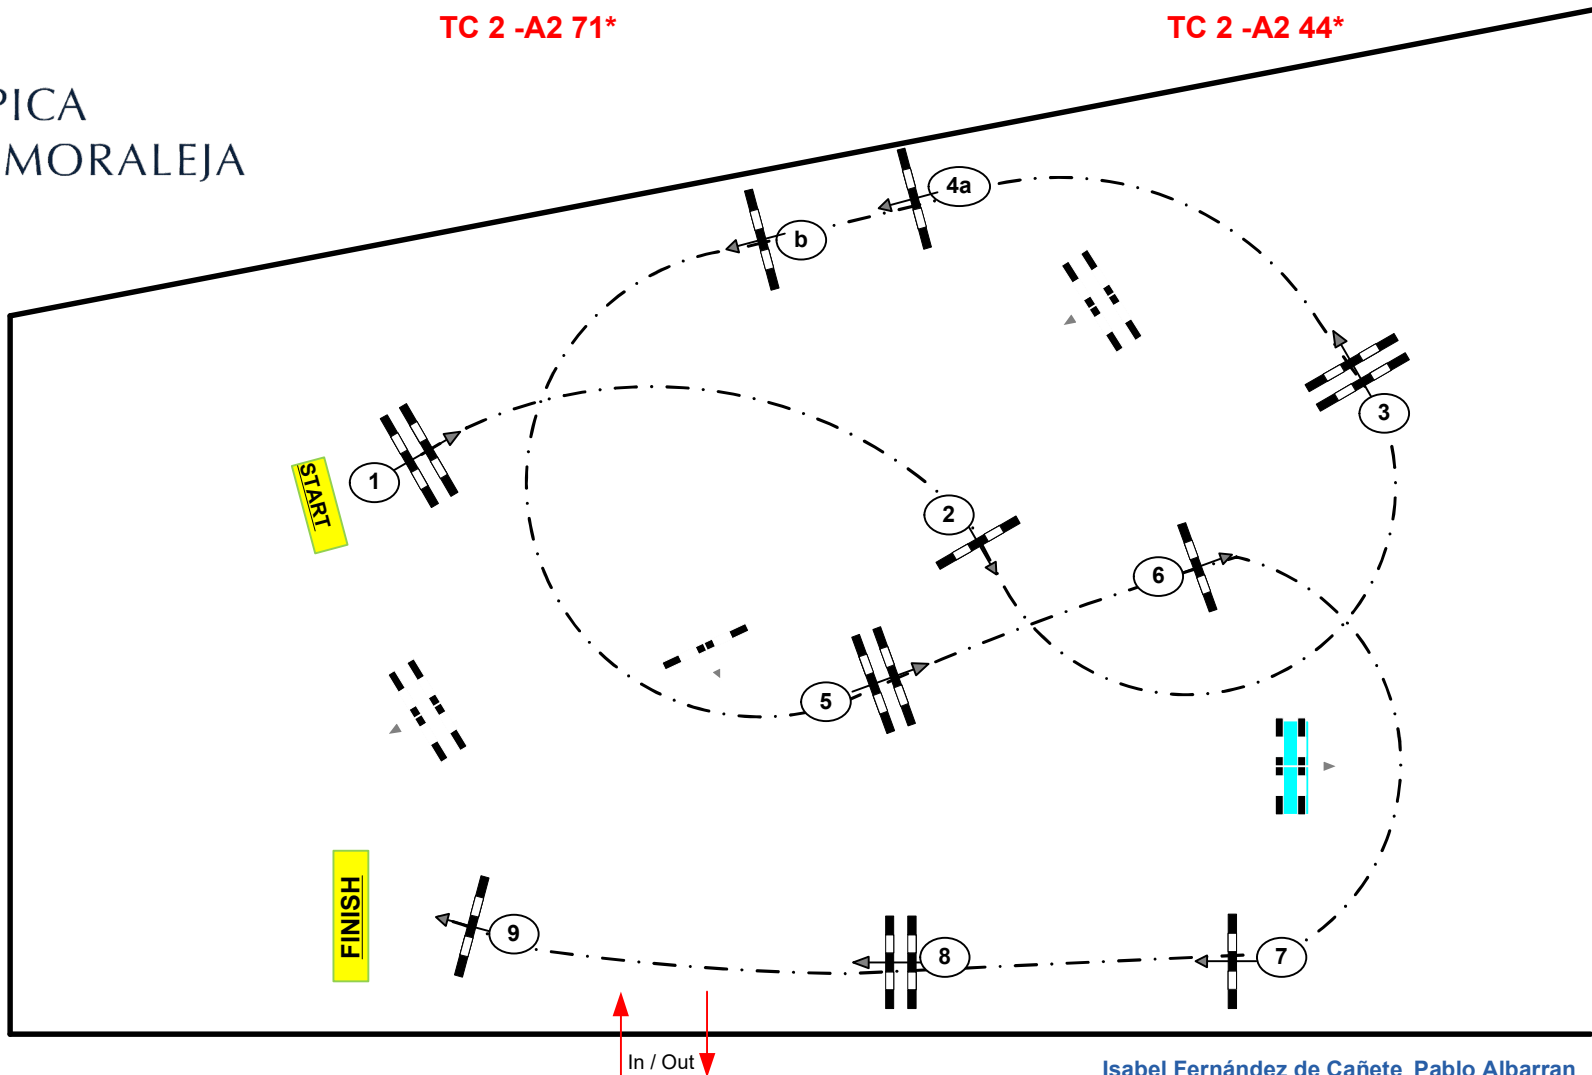 TC 2 -A2 71*
TC 2 -A2 44*
PICA
MORALEJA
4a
b
3
1
START
2
6
5
FINISH
9
8
7
In / Out
Isabel Fernández de Cañete Pablo Albarran